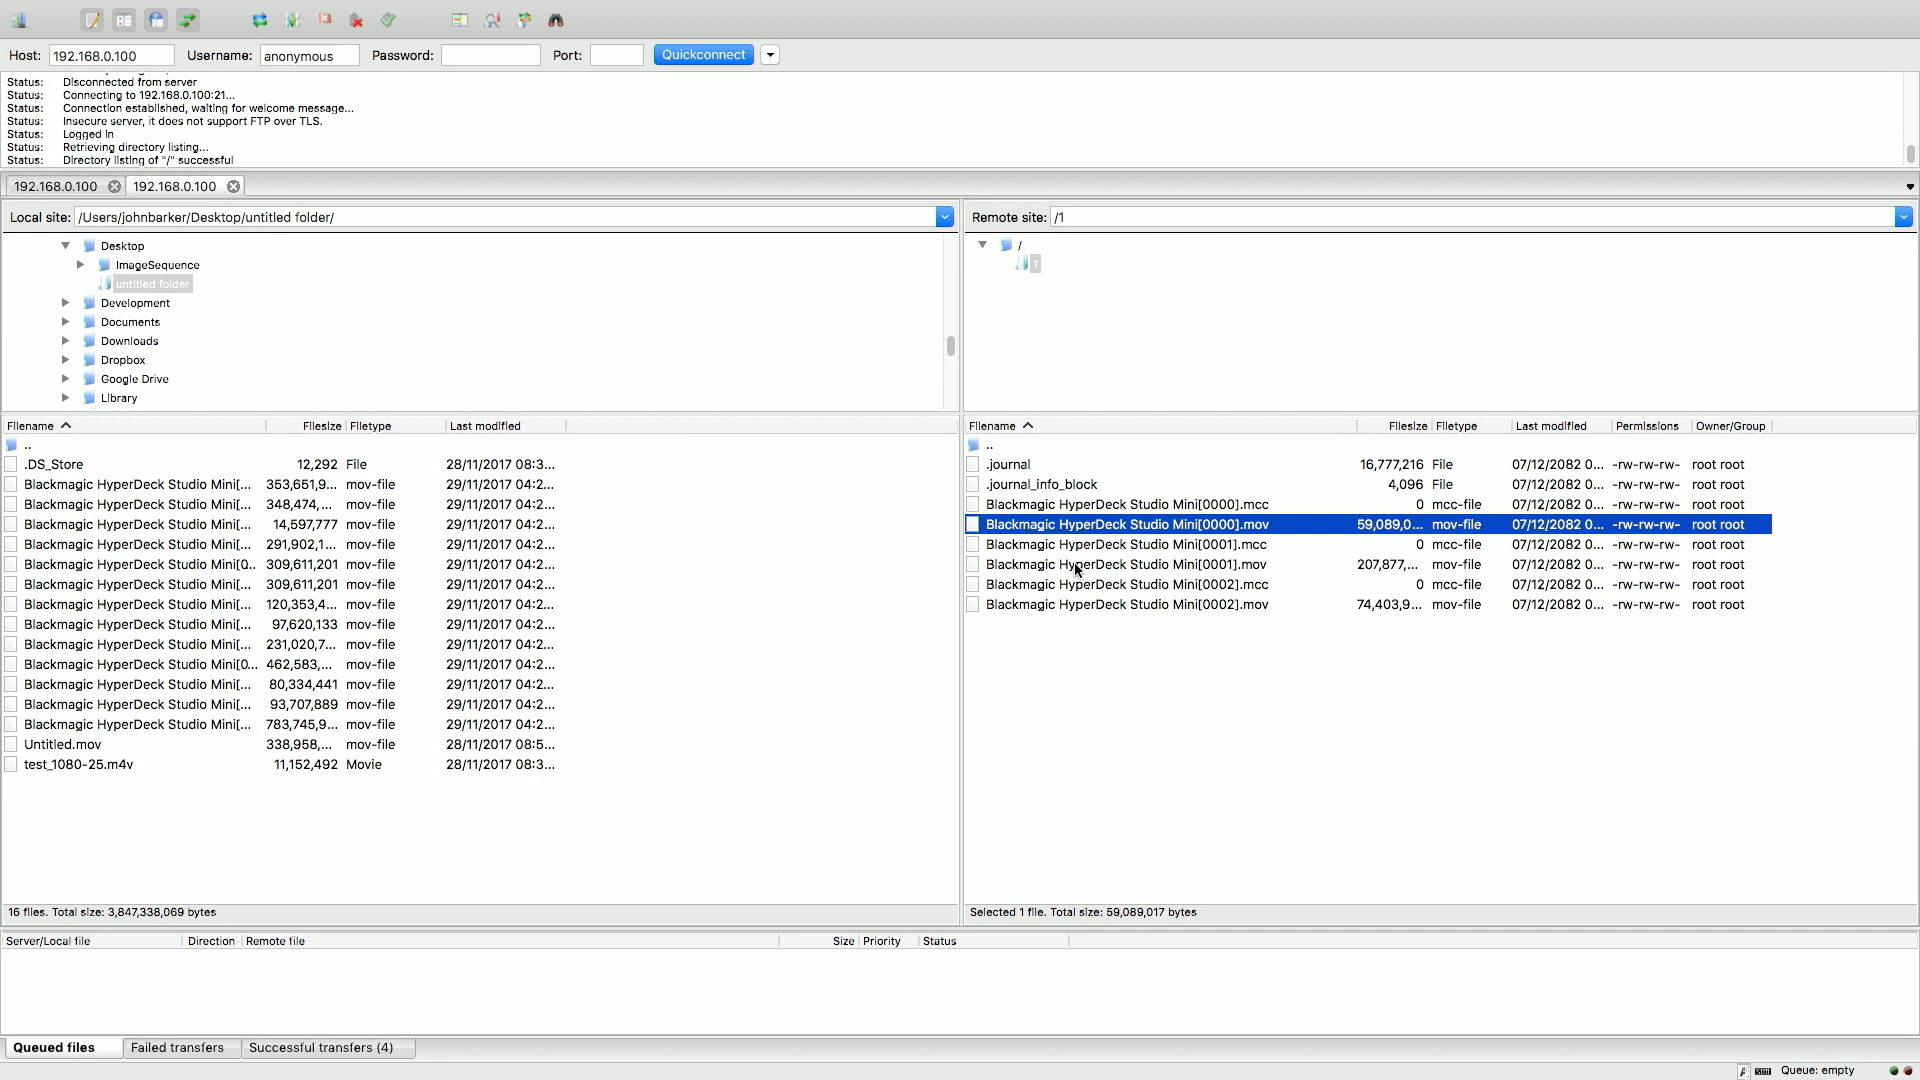 Host: 192.168.0.100 Username: anonymous Password: Port: Quickconnect
Status: Disconnected from server
Status: Connecting to 192.168.0.100:21...
Status: Connection established, waiting for welcome message...
Status: Insecure server, it does not support FTP over TLS.
Status: Logged in
Status: Retrieving directory listing...
Status: Directory listing of "/" successful
192.168.0.100 192.168.0.100
Local site: /Users/johnbarker/Desktop/untitled folder/
Desktop
ImageSequence
untitled folder
Development
Documents
Downloads
Dropbox
Google Drive
Library
Remote site: /1
/
1
Filename Filesize Filetype Last modified
..
.DS_Store 12,292 File 28/11/2017 08:3...
Blackmagic HyperDeck Studio Mini[... 353,651,9... mov-file 29/11/2017 04:2...
Blackmagic HyperDeck Studio Mini[... 348,474,... mov-file 29/11/2017 04:2...
Blackmagic HyperDeck Studio Mini[... 14,597,777 mov-file 29/11/2017 04:2...
Blackmagic HyperDeck Studio Mini[... 291,902,1... mov-file 29/11/2017 04:2...
Blackmagic HyperDeck Studio Mini[0... 309,611,201 mov-file 29/11/2017 04:2...
Blackmagic HyperDeck Studio Mini[... 309,611,201 mov-file 29/11/2017 04:2...
Blackmagic HyperDeck Studio Mini[... 120,353,4... mov-file 29/11/2017 04:2...
Blackmagic HyperDeck Studio Mini[... 97,620,133 mov-file 29/11/2017 04:2...
Blackmagic HyperDeck Studio Mini[... 231,020,7... mov-file 29/11/2017 04:2...
Blackmagic HyperDeck Studio Mini[0... 462,583,... mov-file 29/11/2017 04:2...
Blackmagic HyperDeck Studio Mini[... 80,334,441 mov-file 29/11/2017 04:2...
Blackmagic HyperDeck Studio Mini[... 93,707,889 mov-file 29/11/2017 04:2...
Blackmagic HyperDeck Studio Mini[... 783,745,9... mov-file 29/11/2017 04:2...
Untitled.mov 338,958,... mov-file 28/11/2017 08:5...
test_1080-25.m4v 11,152,492 Movie 28/11/2017 08:3...
16 files. Total size: 3,847,338,069 bytes
Filename Filesize Filetype Last modified Permissions Owner/Group
..
.journal 16,777,216 File 07/12/2082 0... -rw-rw-rw- root root
.journal_info_block 4,096 File 07/12/2082 0... -rw-rw-rw- root root
Blackmagic HyperDeck Studio Mini[0000].mcc 0 mcc-file 07/12/2082 0... -rw-rw-rw- root root
Blackmagic HyperDeck Studio Mini[0000].mov 59,089,0... mov-file 07/12/2082 0... -rw-rw-rw- root root
Blackmagic HyperDeck Studio Mini[0001].mcc 0 mcc-file 07/12/2082 0... -rw-rw-rw- root root
Blackmagic HyperDeck Studio Mini[0001].mov 207,877,... mov-file 07/12/2082 0... -rw-rw-rw- root root
Blackmagic HyperDeck Studio Mini[0002].mcc 0 mcc-file 07/12/2082 0... -rw-rw-rw- root root
Blackmagic HyperDeck Studio Mini[0002].mov 74,403,9... mov-file 07/12/2082 0... -rw-rw-rw- root root
Selected 1 file. Total size: 59,089,017 bytes
Server/Local file Direction Remote file Size Priority Status
Queued files Failed transfers Successful transfers (4)
Queue: empty